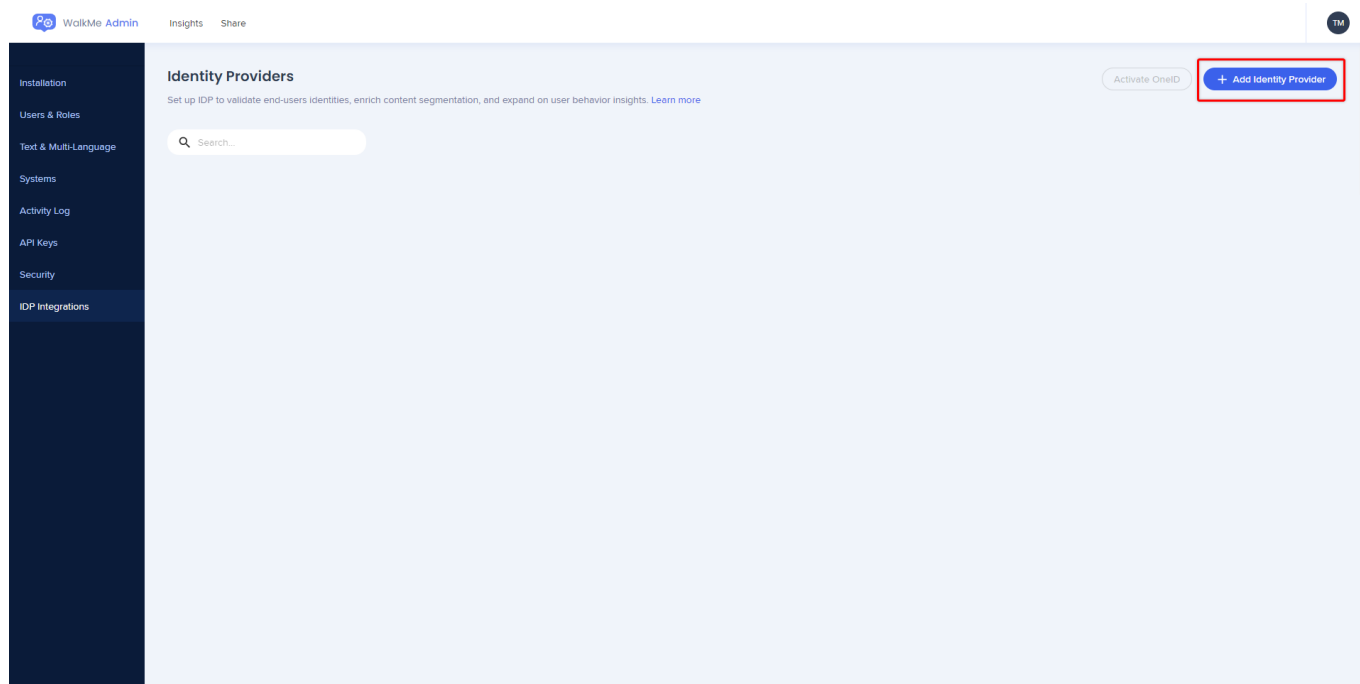 WalkMe Admin
Insights
Share
TM
Installation
Users & Roles
Text & Multi-Language
Systems
Activity Log
API Keys
Security
IDP Integrations
Identity Providers
Set up IDP to validate end-users identities, enrich content segmentation, and expand on user behavior insights. Learn more
Activate OneID
+ Add Identity Provider
Search...